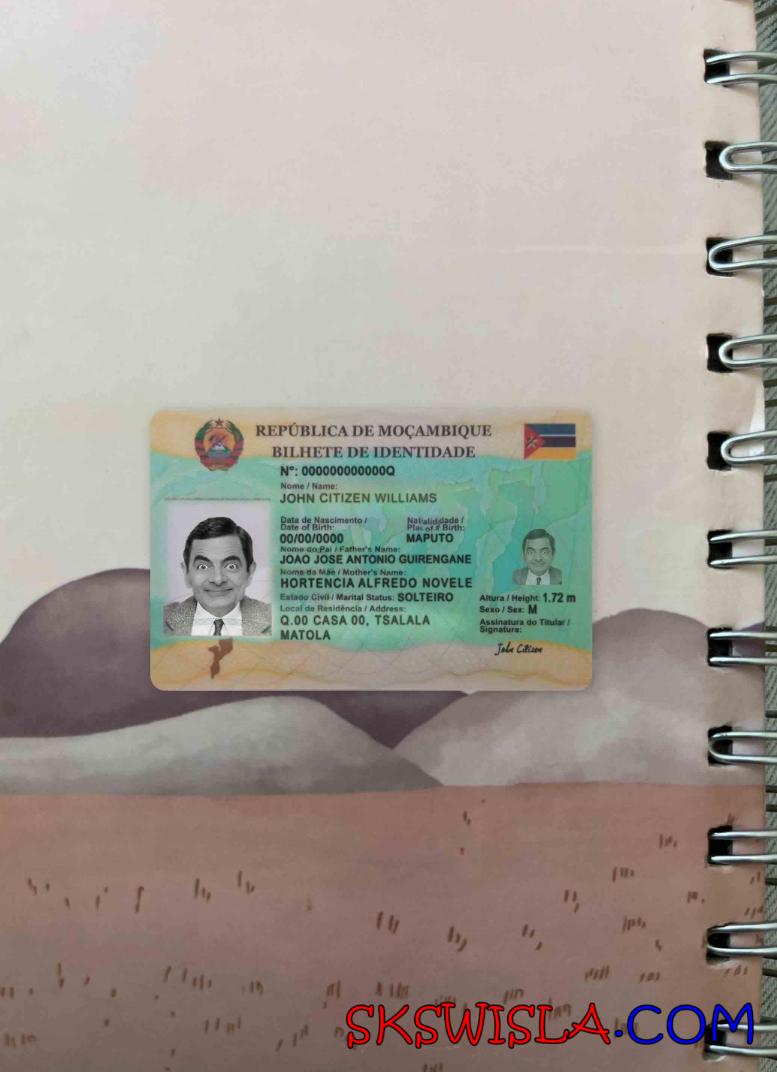 REPÚBLICA DE MOÇAMBIQUE
BILHETE DE IDENTIDADE
Nº: 000000000000Q
Nome / Name:
JOHN CITIZEN WILLIAMS
Data de Nascimento /
Date of Birth:
00/00/0000
Naturalidade /
Place of Birth:
MAPUTO
Nome do Pai / Father's Name:
JOAO JOSE ANTONIO GUIRENGANE
Nome da Mãe / Mother's Name:
HORTENCIA ALFREDO NOVELE
Estado Civil / Marital Status: SOLTEIRO
Local de Residência / Address:
Q.00 CASA 00, TSALALA
MATOLA
Altura / Height: 1.72 m
Sexo / Sex: M
Assinatura do Titular /
Signature:
John Citizen
SKSWISLA.COM